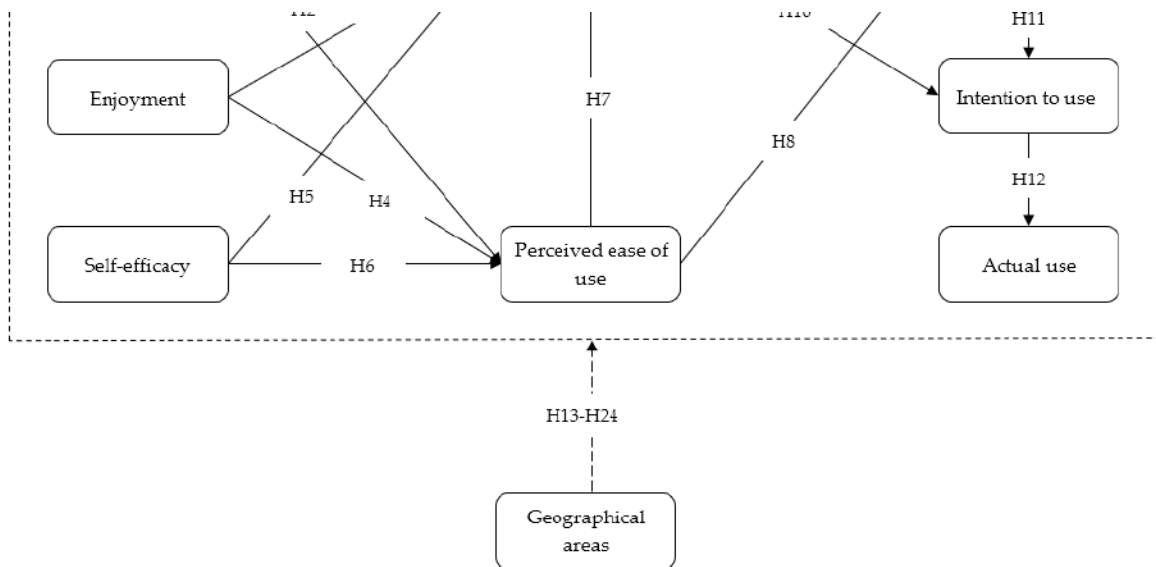 H11
Enjoyment
Intention to use
H7
H8
H12
H5
H4
Self-efficacy
H6
Perceived ease of
use
Actual use
H13-H24
Geographical
areas